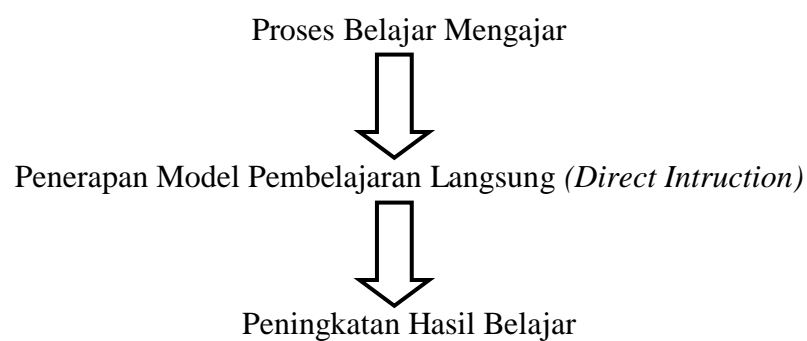 Proses Belajar Mengajar
Penerapan Model Pembelajaran Langsung (Direct Intruction)
Peningkatan Hasil Belajar